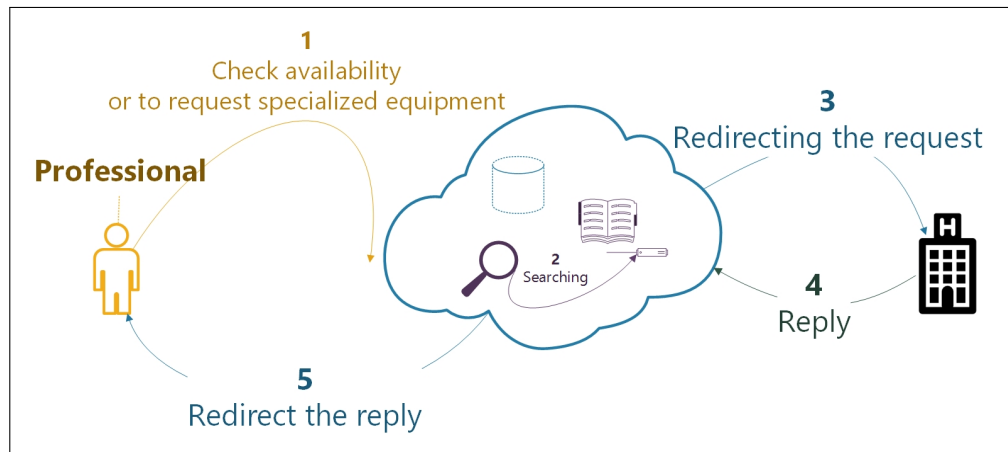 1
Check availability
or to request specialized equipment
Professional
2
Searching
3
Redirecting the request
H
4
Reply
5
Redirect the reply